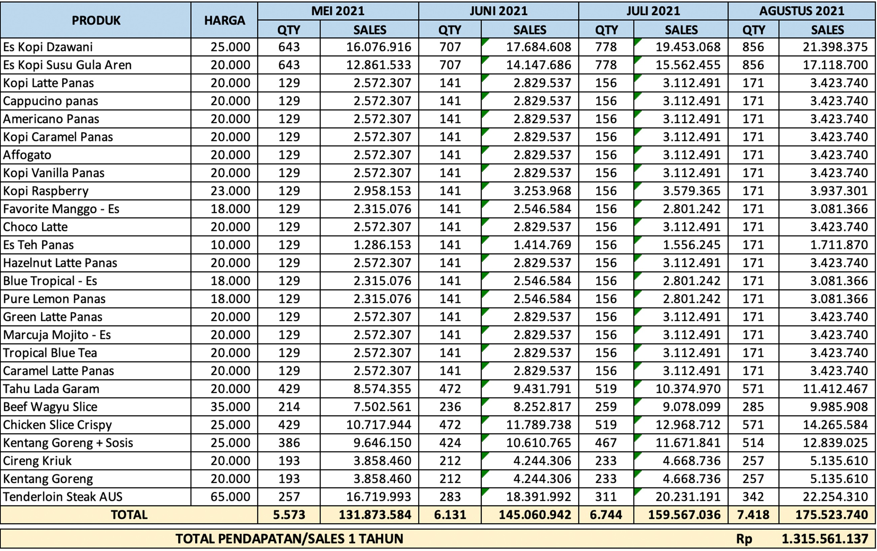 PRODUK HARGA MEI 2021 JUNI 2021 JULI 2021 AGUSTUS 2021
QTY SALES QTY SALES QTY SALES QTY SALES
Es Kopi Dzawani 25.000 643 16.076.916 707 17.684.608 778 19.453.068 856 21.398.375
Es Kopi Susu Gula Aren 20.000 643 12.861.533 707 14.147.686 778 15.562.455 856 17.118.700
Kopi Latte Panas 20.000 129 2.572.307 141 2.829.537 156 3.112.491 171 3.423.740
Cappucino panas 20.000 129 2.572.307 141 2.829.537 156 3.112.491 171 3.423.740
Americano Panas 20.000 129 2.572.307 141 2.829.537 156 3.112.491 171 3.423.740
Kopi Caramel Panas 20.000 129 2.572.307 141 2.829.537 156 3.112.491 171 3.423.740
Affogato 20.000 129 2.572.307 141 2.829.537 156 3.112.491 171 3.423.740
Kopi Vanilla Panas 20.000 129 2.572.307 141 2.829.537 156 3.112.491 171 3.423.740
Kopi Raspberry 23.000 129 2.958.153 141 3.253.968 156 3.579.365 171 3.937.301
Favorite Manggo - Es 18.000 129 2.315.076 141 2.546.584 156 2.801.242 171 3.081.366
Choco Latte 20.000 129 2.572.307 141 2.829.537 156 3.112.491 171 3.423.740
Es Teh Panas 10.000 129 1.286.153 141 1.414.769 156 1.556.245 171 1.711.870
Hazelnut Latte Panas 20.000 129 2.572.307 141 2.829.537 156 3.112.491 171 3.423.740
Blue Tropical - Es 18.000 129 2.315.076 141 2.546.584 156 2.801.242 171 3.081.366
Pure Lemon Panas 18.000 129 2.315.076 141 2.546.584 156 2.801.242 171 3.081.366
Green Latte Panas 20.000 129 2.572.307 141 2.829.537 156 3.112.491 171 3.423.740
Marcuja Mojito - Es 20.000 129 2.572.307 141 2.829.537 156 3.112.491 171 3.423.740
Tropical Blue Tea 20.000 129 2.572.307 141 2.829.537 156 3.112.491 171 3.423.740
Caramel Latte Panas 20.000 129 2.572.307 141 2.829.537 156 3.112.491 171 3.423.740
Tahu Lada Garam 20.000 429 8.574.355 472 9.431.791 519 10.374.970 571 11.412.467
Beef Wagyu Slice 35.000 214 7.502.561 236 8.252.817 259 9.078.099 285 9.985.908
Chicken Slice Crispy 25.000 429 10.717.944 472 11.789.738 519 12.968.712 571 14.265.584
Kentang Goreng + Sosis 25.000 386 9.646.150 424 10.610.765 467 11.671.841 514 12.839.025
Cireng Kriuk 20.000 193 3.858.460 212 4.244.306 233 4.668.736 257 5.135.610
Kentang Goreng 20.000 193 3.858.460 212 4.244.306 233 4.668.736 257 5.135.610
Tenderloin Steak AUS 65.000 257 16.719.993 283 18.391.992 311 20.231.191 342 22.254.310
TOTAL 5.573 131.873.584 6.131 145.060.942 6.744 159.567.036 7.418 175.523.740
TOTAL PENDAPATAN/SALES 1 TAHUN Rp 1.315.561.137